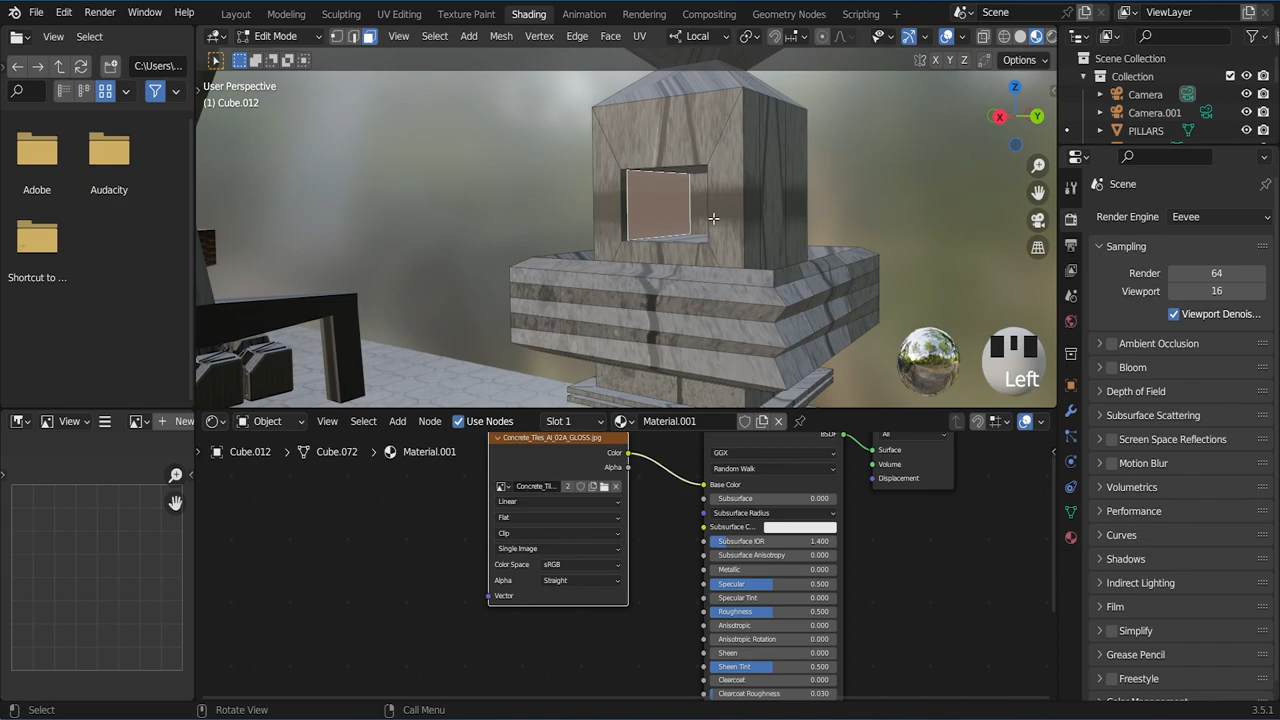 File Edit Render Window Help Layout Modeling Sculpting UV Editing Texture Paint Shading Animation Rendering Compositing Geometry Nodes Scripting Scene ViewLayer
View Select Edit Mode View Select Add Mesh Vertex Edge Face UV Local
C:\Users\... X Y Z Options
User Perspective
(1) Cube.012
Adobe
Audacity
Shortcut to ...
Z
X Y
Left
Scene Collection
Collection
Camera
Camera.001
PILLARS
Scene
Render Engine Eevee
Sampling
Render 64
Viewport 16
Viewport Denois...
Ambient Occlusion
Bloom
Depth of Field
Subsurface Scattering
Screen Space Reflections
Motion Blur
Volumetrics
Performance
Curves
Shadows
Indirect Lighting
Film
Simplify
Grease Pencil
Freestyle
View New Object View Select Add Node Use Nodes Slot 1 Material.001
Cube.012 Cube.072 Material.001
Concrete_Tiles_AI_02A_GLOSS.jpg
Color
Alpha
Concrete_Til... 2
Linear
Flat
Clip
Single Image
Color Space sRGB
Alpha Straight
Vector
BSDF
GGX
Random Walk
Base Color
Subsurface 0.000
Subsurface Radius
Subsurface C...
Subsurface IOR 1.400
Subsurface Anisotropy 0.000
Metallic 0.000
Specular 0.500
Specular Tint 0.000
Roughness 0.500
Anisotropic 0.000
Anisotropic Rotation 0.000
Sheen 0.000
Sheen Tint 0.500
Clearcoat 0.000
Clearcoat Roughness 0.030
All
Surface
Volume
Displacement
Select Rotate View Call Menu 3.5.1